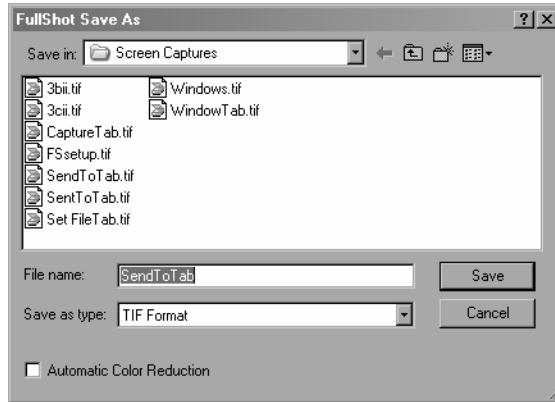 FullShot Save As
Save in: Screen Captures
3bii.tif
3cii.tif
CaptureTab.tif
FSsetup.tif
SendToTab.tif
SentToTab.tif
Set FileTab.tif
Windows.tif
WindowTab.tif
File name: SendToTab
Save
Save as type: TIF Format
Cancel
Automatic Color Reduction